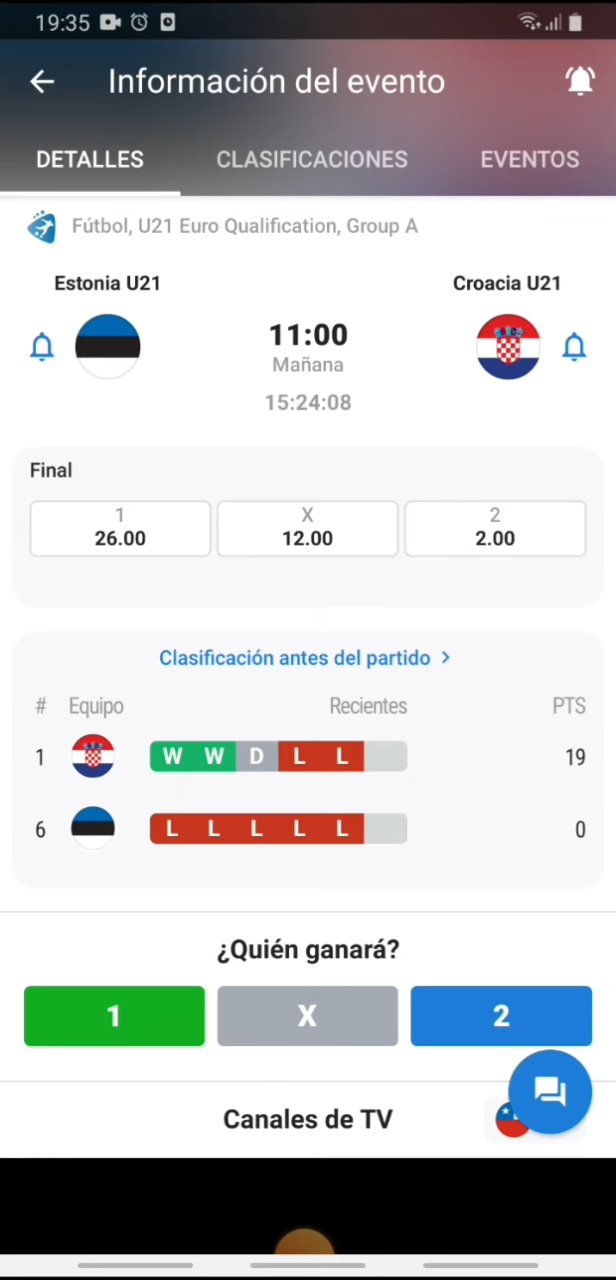 19:35
Información del evento
DETALLES CLASIFICACIONES EVENTOS
Fútbol, U21 Euro Qualification, Group A
Estonia U21 Croacia U21
11:00
Mañana
15:24:08
Final
1 X 2
26.00 12.00 2.00
Clasificación antes del partido >
# Equipo Recientes PTS
1 W W D L L 19
6 L L L L L 0
¿Quién ganará?
1 X 2
Canales de TV